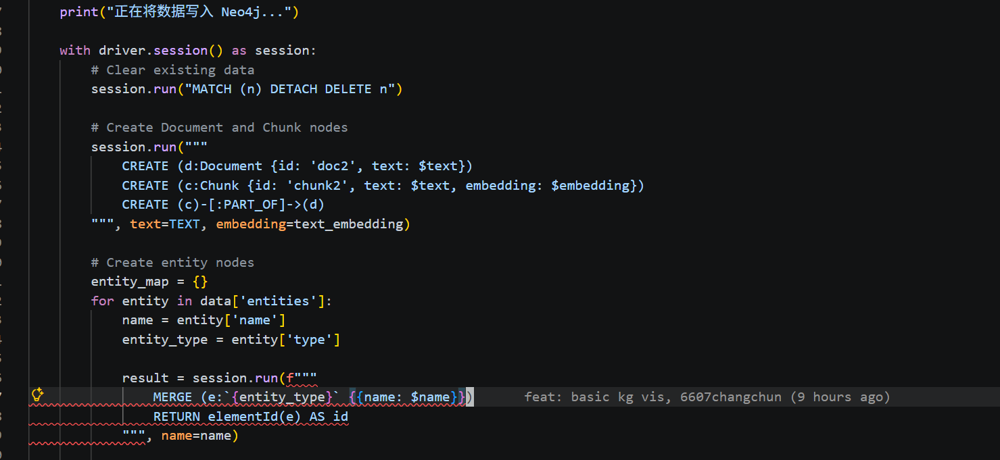 print("正在将数据写入 Neo4j...")
with driver.session() as session:
# Clear existing data
session.run("MATCH (n) DETACH DELETE n")
# Create Document and Chunk nodes
session.run("""
CREATE (d:Document {id: 'doc2', text: $text})
CREATE (c:Chunk {id: 'chunk2', text: $text, embedding: $embedding})
CREATE (c)-[:PART_OF]->(d)
""", text=TEXT, embedding=text_embedding)
# Create entity nodes
entity_map = {}
for entity in data['entities']:
name = entity['name']
entity_type = entity['type']
result = session.run(f"""
MERGE (e:`{entity_type}` {{name: $name}}) feat: basic kg vis, 6607changchun (9 hours ago)
RETURN elementId(e) AS id
""", name=name)